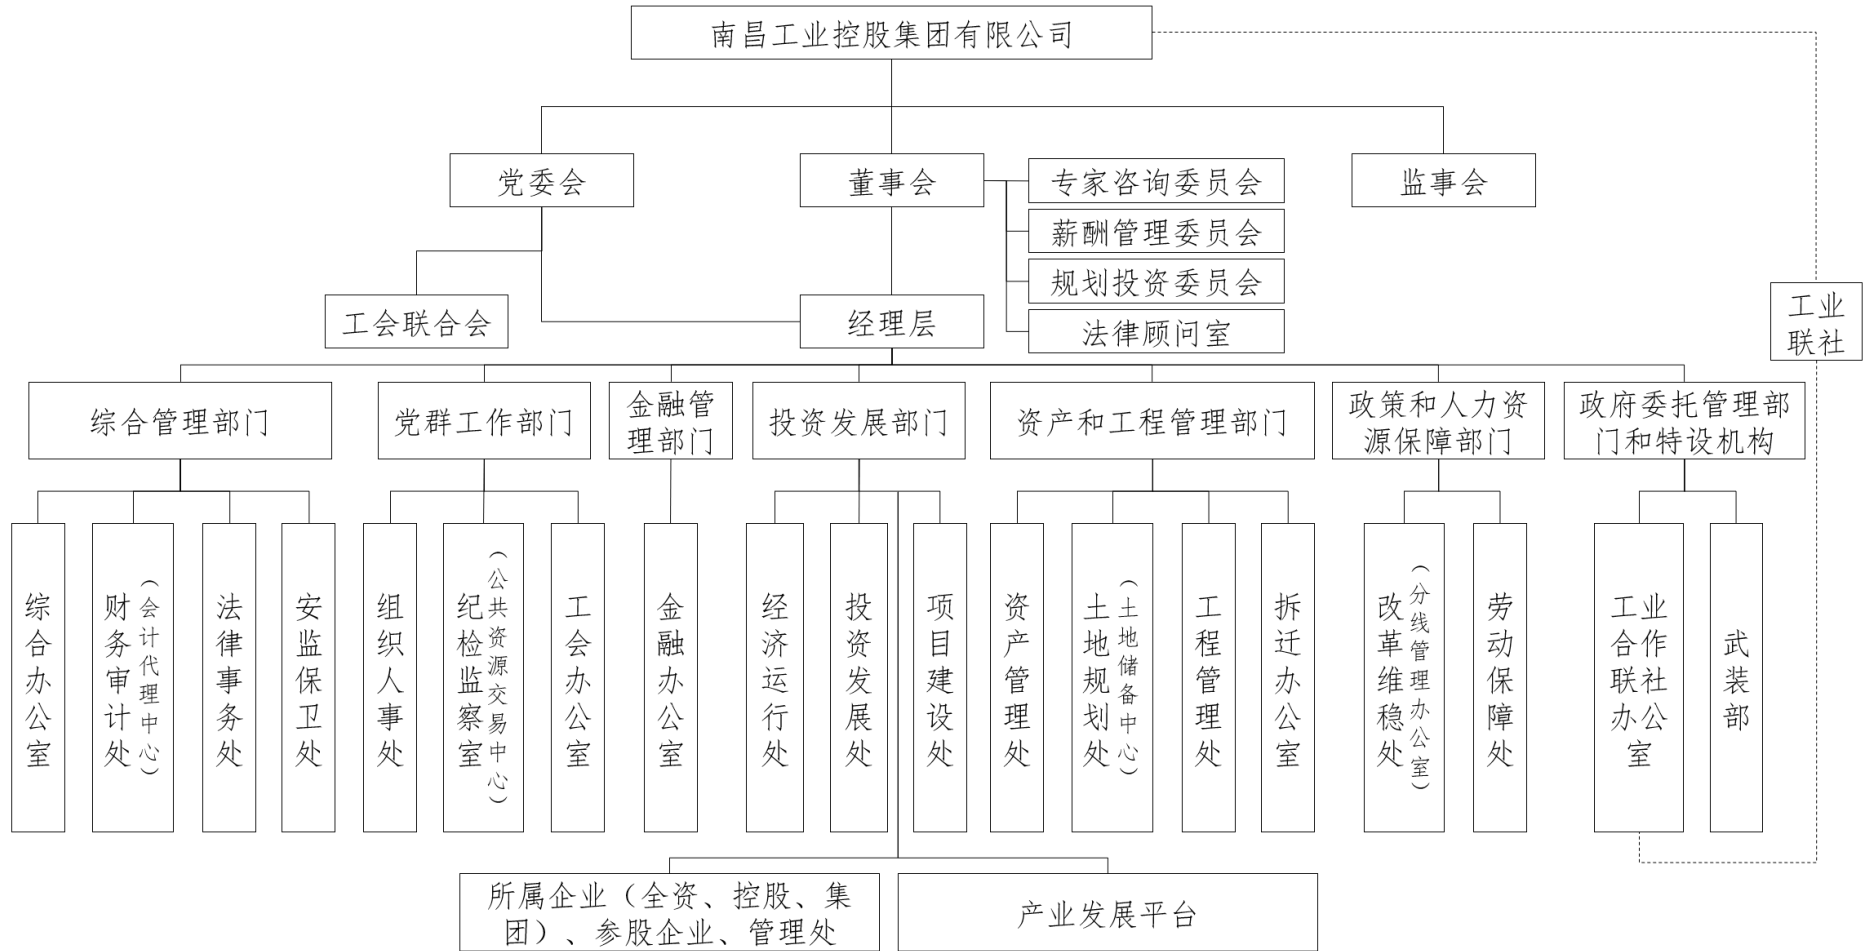 南昌工业控股集团有限公司
党委会
董事会
专家咨询委员会
监事会
薪酬管理委员会
规划投资委员会
工会联合会
经理层
法律顾问室
工业
联社
综合管理部门
党群工作部门
金融管
理部门
投资发展部门
资产和工程管理部门
政策和人力资
源保障部门
政府委托管理部
门和特设机构
综合办公室
财务审计处
（会计代理中心）
法律事务处
安监保卫处
组织人事处
纪检监察室
（公共资源交易中心）
工会办公室
金融办公室
经济运行处
投资发展处
项目建设处
资产管理处
土地规划处
（土地储备中心）
工程管理处
拆迁办公室
改革维稳处
（分线管理办公室）
劳动保障处
工业
合作
联社
办公
室
武装部
所属企业（全资、控股、集
团）、参股企业、管理处
产业发展平台